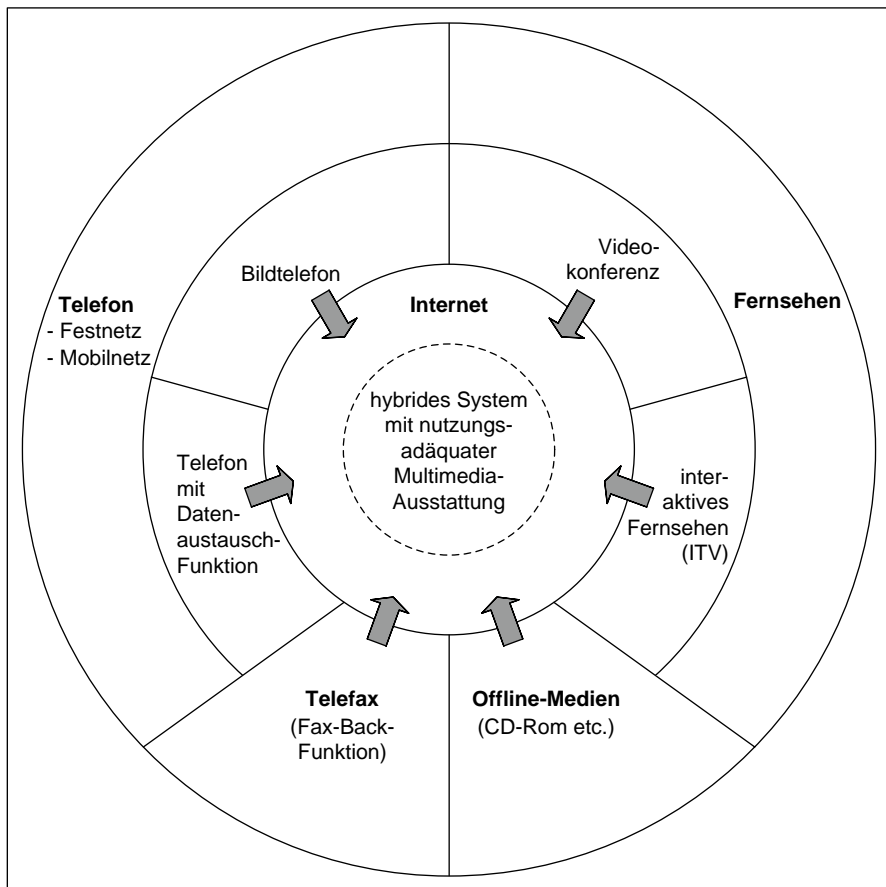 Bildtelefon
Video-
konferenz
Telefon
- Festnetz
- Mobilnetz
Internet
Fernsehen
hybrides System
mit nutzungs-
adäquater
Multimedia-
Ausstattung
Telefon
mit
Daten-
austausch-
Funktion
inter-
aktives
Fernsehen
(ITV)
Telefax
(Fax-Back-
Funktion)
Offline-Medien
(CD-Rom etc.)